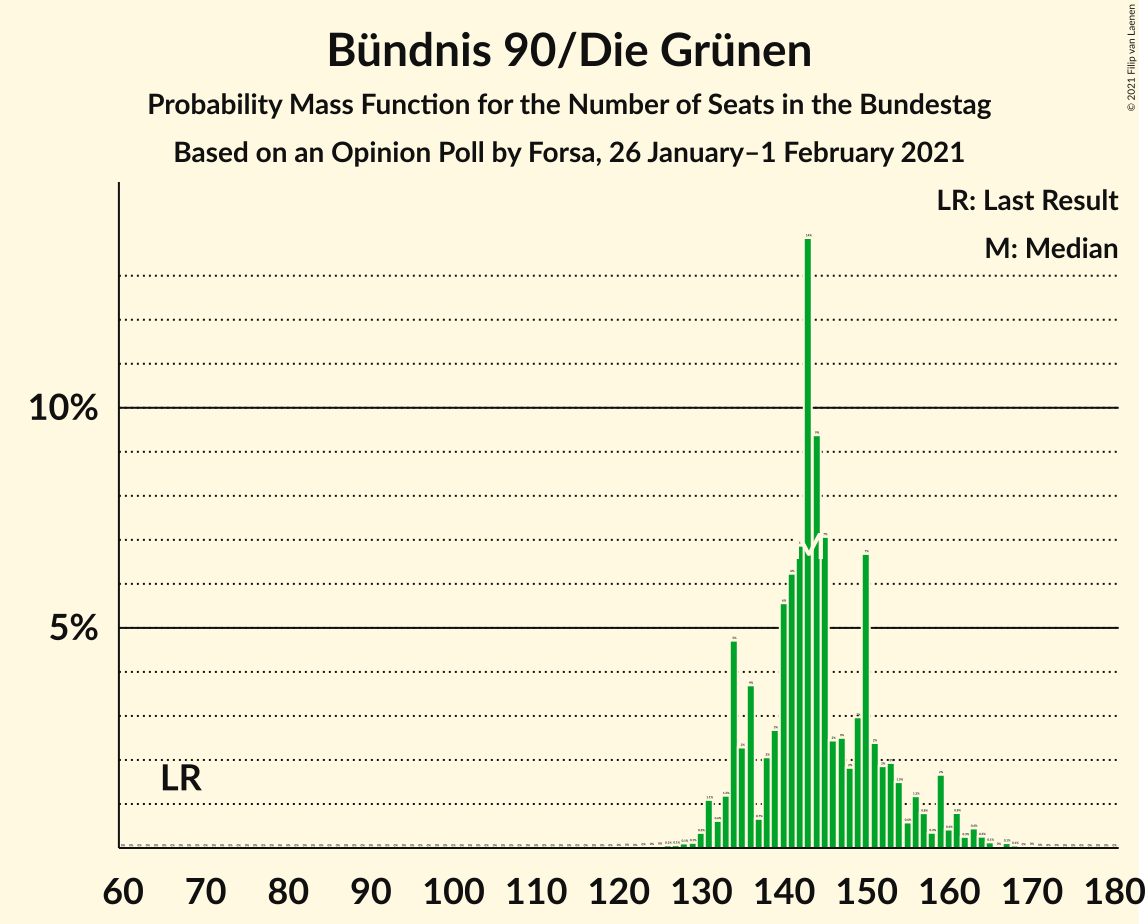 Bündnis 90/Die Grünen
Probability Mass Function for the Number of Seats in the Bundestag
Based on an Opinion Poll by Forsa, 26 January–1 February 2021
© 2021 Filip van Laenen
LR: Last Result
M: Median
10%
5%
M
LR
60 70 80 90 100 110 120 130 140 150 160 170 180